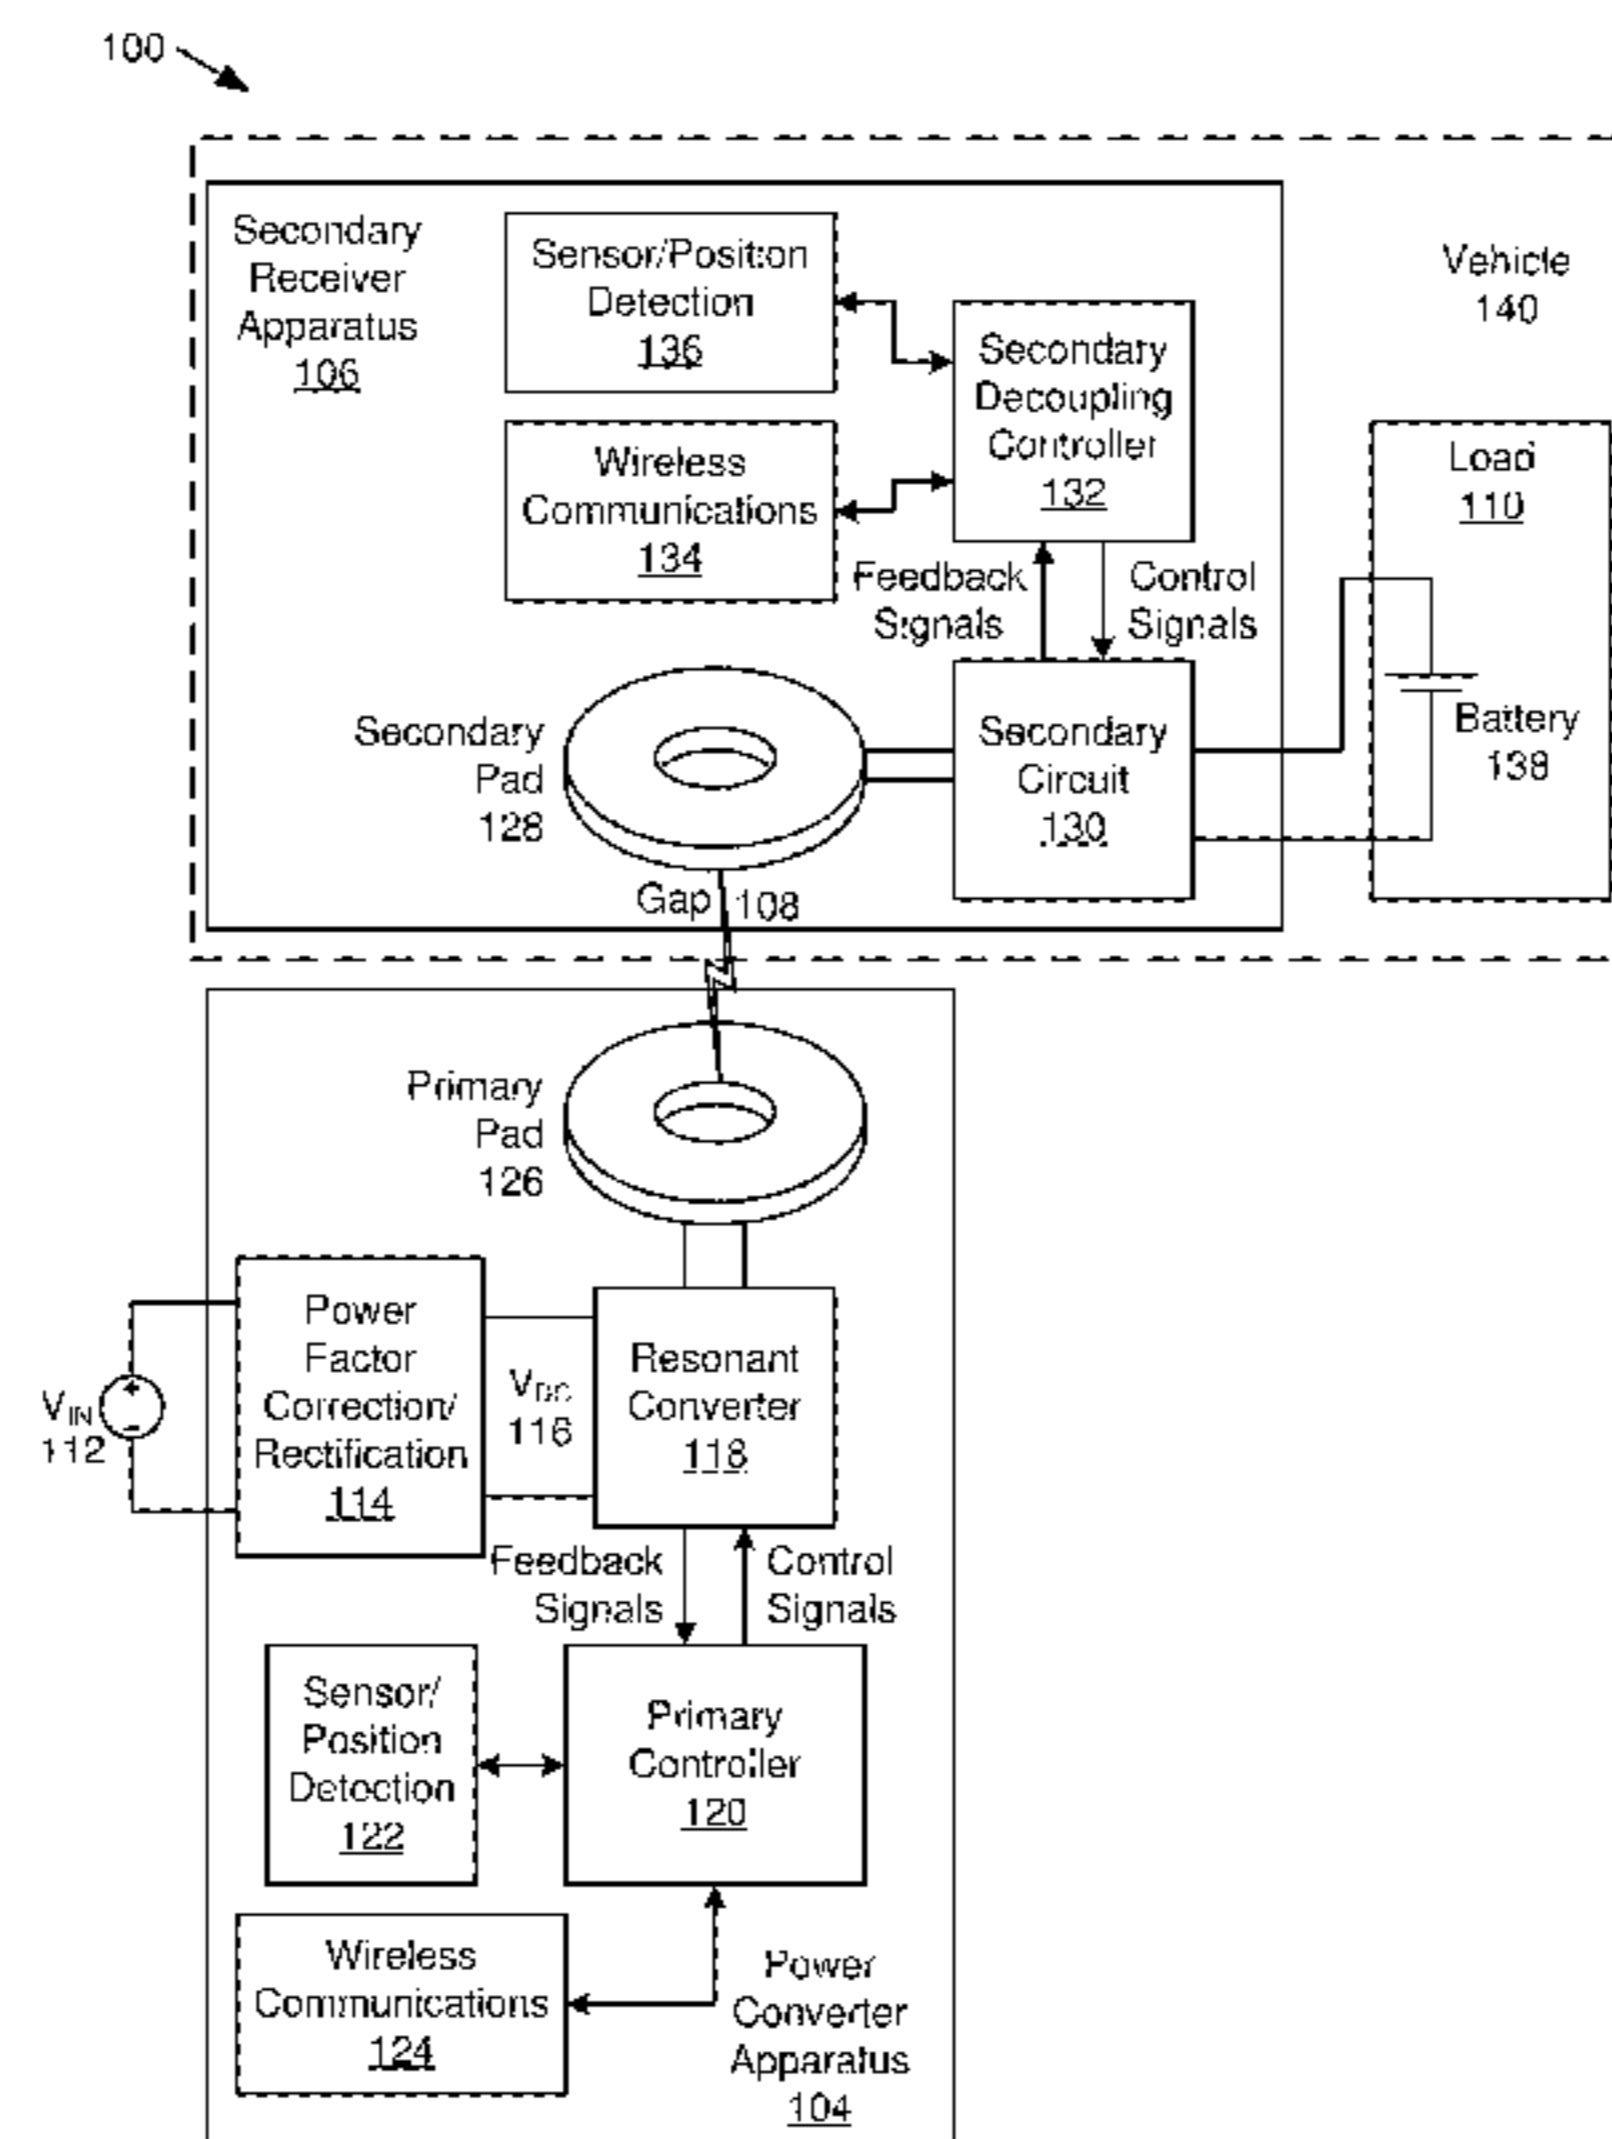 100
Secondary
Receiver
Apparatus
106
Sensor/Position
Detection
136
Wireless
Communications
134
Secondary
Decoupling
Controller
132
Vehicle
140
Load
110
Feedback
Signals
Control
Signals
Secondary
Pad
128
Secondary
Circuit
130
Battery
138
Gap 108
Primary
Pad
126
Power
Factor
Correction/
Rectification
114
VIN
112
VDC
116
Resonant
Converter
118
Feedback
Signals
Control
Signals
Sensor/
Position
Detection
122
Primary
Controller
120
Wireless
Communications
124
Power
Converter
Apparatus
104